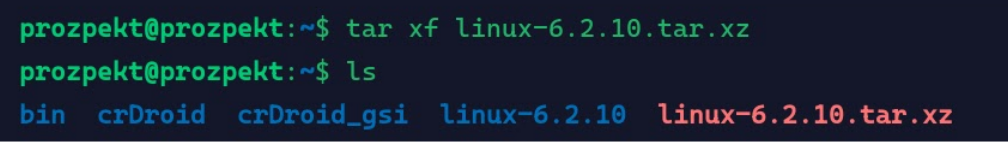 prozpekt@prozpekt:~$ tar xf linux-6.2.10.tar.xz
prozpekt@prozpekt:~$ ls
bin  crDroid  crDroid_gsi  linux-6.2.10  linux-6.2.10.tar.xz